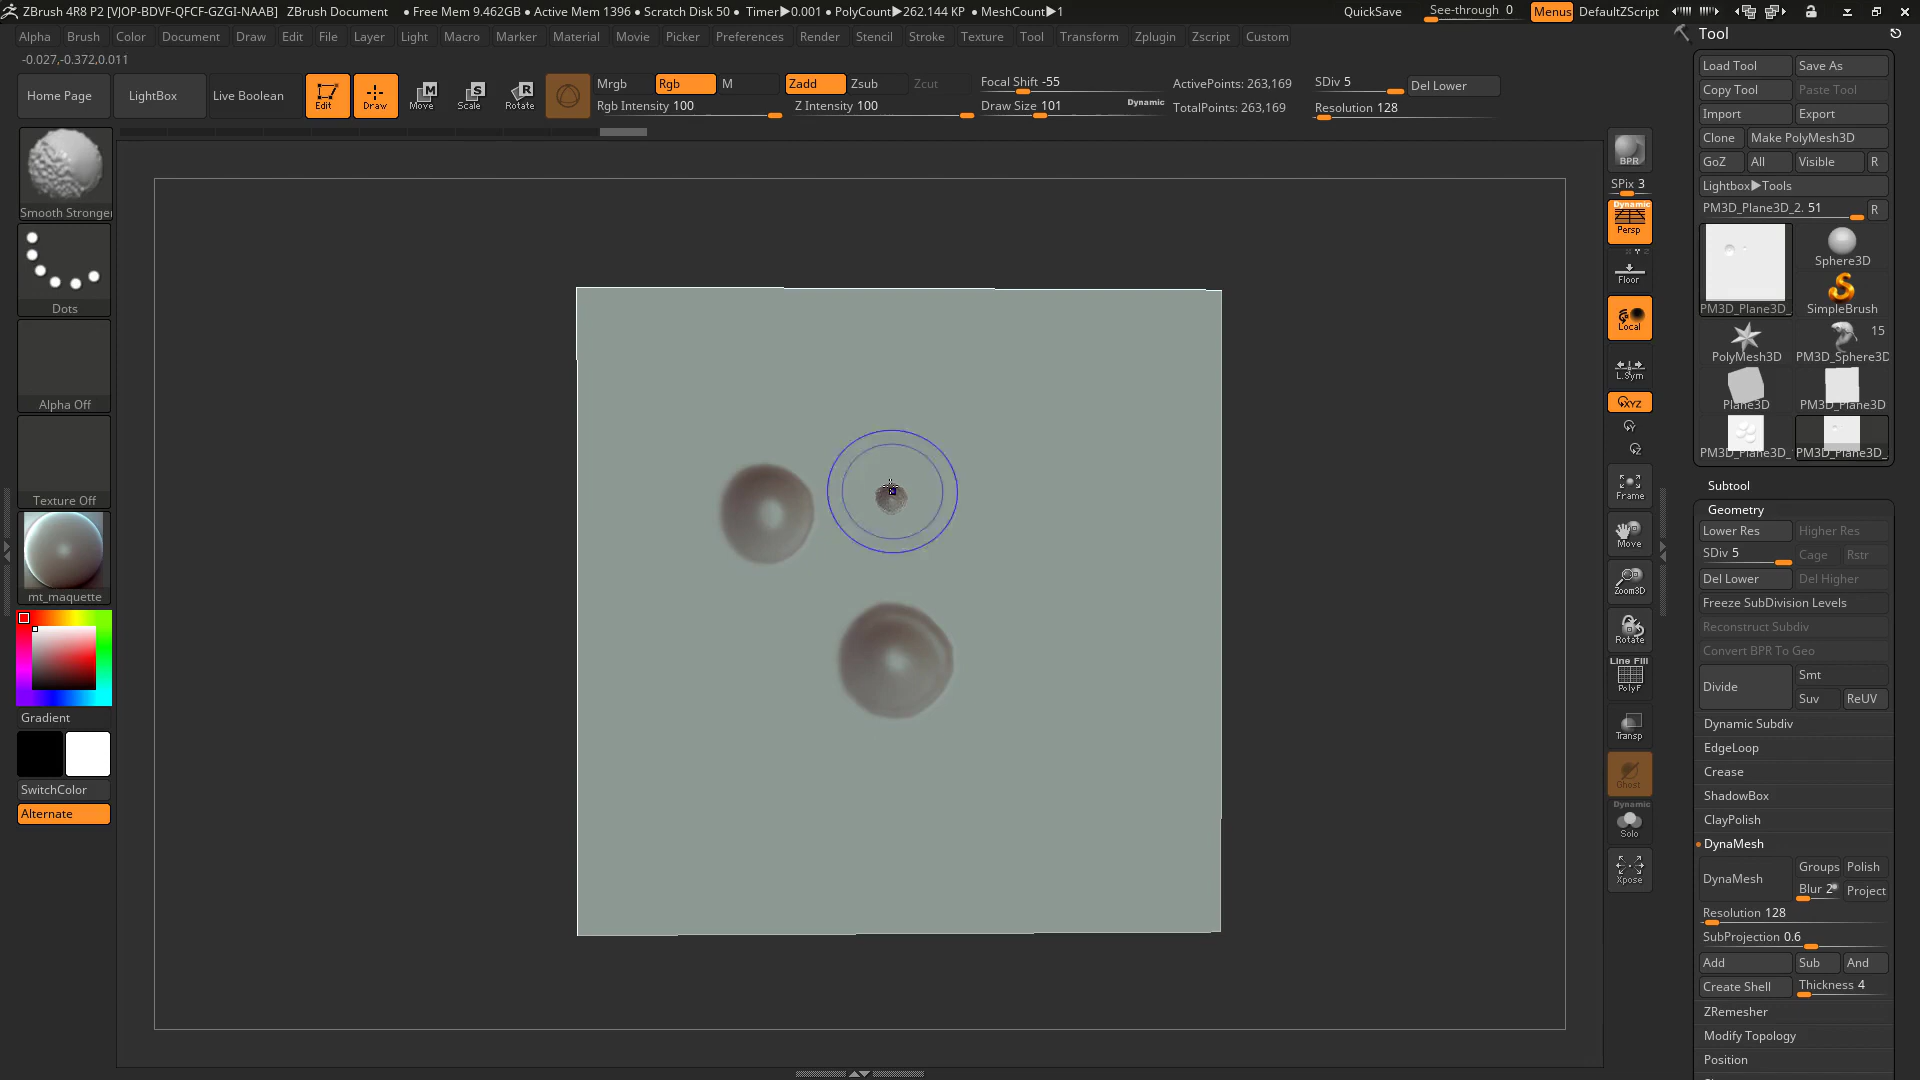 ZBrush 4R8 P2 [VJOP-BDVF-QFCF-GZGI-NAAB] ZBrush Document ● Free Mem 9.462GB ● Active Mem 1396 ● Scratch Disk 50 ● Timer▶0.001 ● PolyCount▶262.144 KP ● MeshCount▶1 QuickSave See-through 0 Menus DefaultZScript
Alpha Brush Color Document Draw Edit File Layer Light Macro Marker Material Movie Picker Preferences Render Stencil Stroke Texture Tool Transform Zplugin Zscript Custom
-0.027,-0.372,0.011
Home Page LightBox Live Boolean Edit Draw Move Scale Rotate
Mrgb Rgb M Zadd Zsub Zcut Focal Shift -55 ActivePoints: 263,169 SDiv 5 Del Lower
Rgb Intensity 100 Z Intensity 100 Draw Size 101 Dynamic TotalPoints: 263,169 Resolution 128
Smooth Stronger
Dots
Alpha Off
Texture Off
mt_maquette
Gradient
SwitchColor
Alternate
BPR
SPix 3
Dynamic
Persp
Floor
Local
L.Sym
XYZ
Y
Z
Frame
Move
Zoom3D
Rotate
Line Fill
PolyF
Transp
Ghost
Dynamic
Solo
Xpose
Tool
Load Tool Save As
Copy Tool Paste Tool
Import Export
Clone Make PolyMesh3D
GoZ All Visible R
Lightbox▶Tools
PM3D_Plane3D_2. 51 R
Sphere3D
PM3D_Plane3D_ SimpleBrush
15
PolyMesh3D PM3D_Sphere3D
Plane3D PM3D_Plane3D
PM3D_Plane3D_ PM3D_Plane3D_
Subtool
Geometry
Lower Res Higher Res
SDiv 5 Cage Rstr
Del Lower Del Higher
Freeze SubDivision Levels
Reconstruct Subdiv
Convert BPR To Geo
Divide Smt
Suv ReUV
Dynamic Subdiv
EdgeLoop
Crease
ShadowBox
ClayPolish
DynaMesh
DynaMesh Groups Polish
Blur 2 Project
Resolution 128
SubProjection 0.6
Add Sub And
Create Shell Thickness 4
ZRemesher
Modify Topology
Position